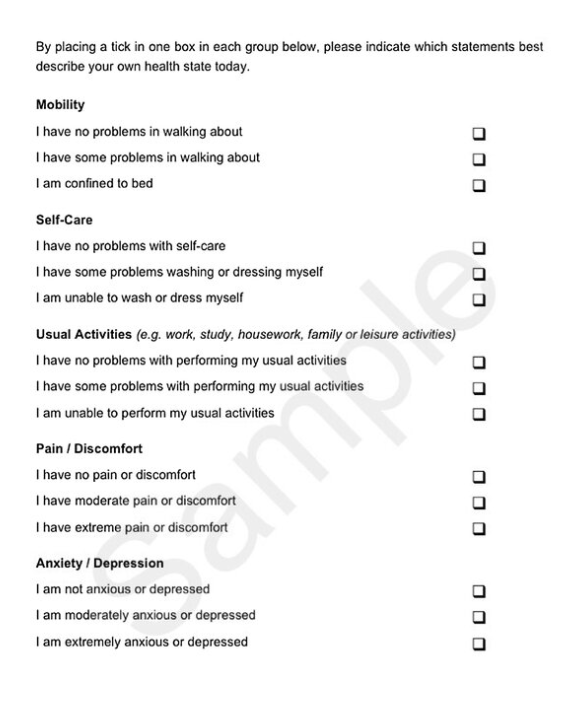 By placing a tick in one box in each group below, please indicate which statements best
describe your own health state today.
Mobility
I have no problems in walking about
I have some problems in walking about
I am confined to bed
Self-Care
I have no problems with self-care
I have some problems washing or dressing myself
I am unable to wash or dress myself
Usual Activities (e.g. work, study, housework, family or leisure activities)
I have no problems with performing my usual activities
I have some problems with performing my usual activities
I am unable to perform my usual activities
Pain / Discomfort
I have no pain or discomfort
I have moderate pain or discomfort
I have extreme pain or discomfort
Anxiety / Depression
I am not anxious or depressed
I am moderately anxious or depressed
I am extremely anxious or depressed
Sample